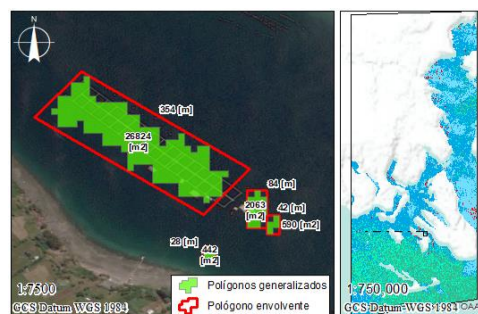 N
354 [m]
26824
[m2]
84 [m]
2063
[m2]
42 [m]
590 [m2]
28 [m]
442
[m2]
Polígonos generalizados
Polígono envolvente
1:7500
GCS Datum WGS 1984
1:750.000
GCS Datum WGS 1984